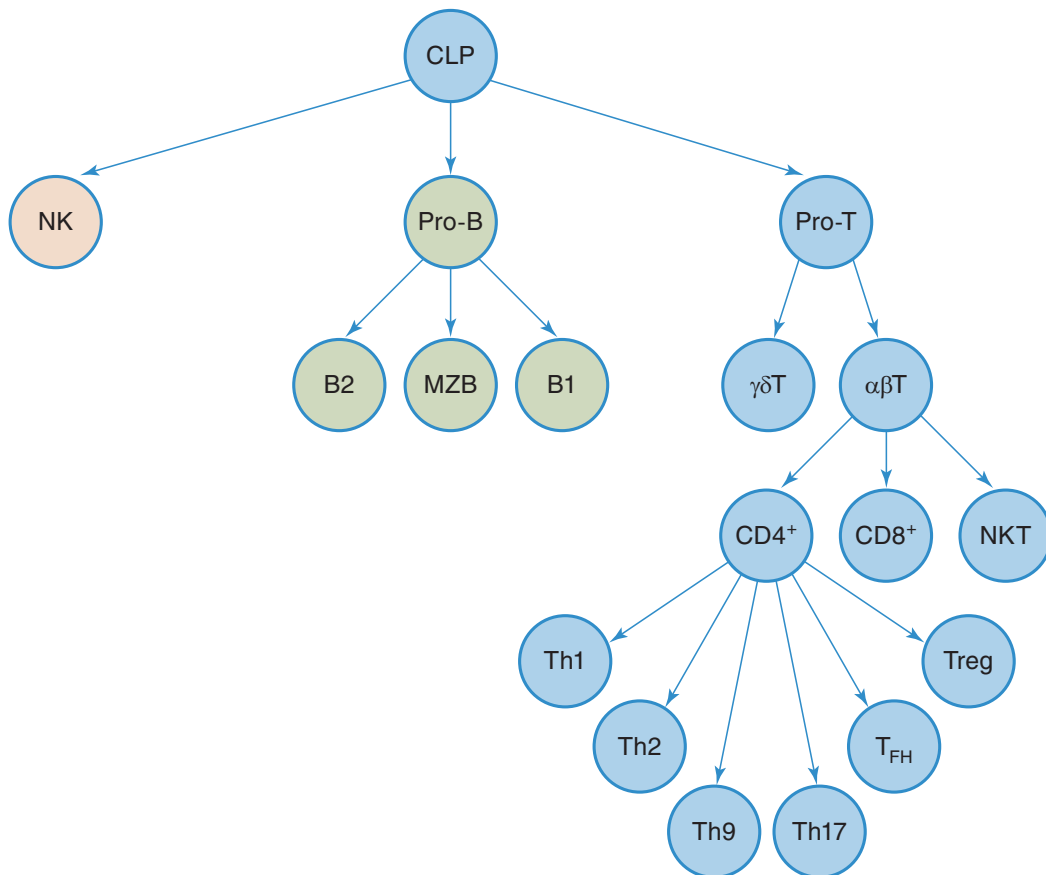 CLP
NK
Pro-B
Pro-T
B2
MZB
B1
γδT
αβT
CD4⁺
CD8⁺
NKT
Th1
Treg
Th2
T_FH
Th9
Th17